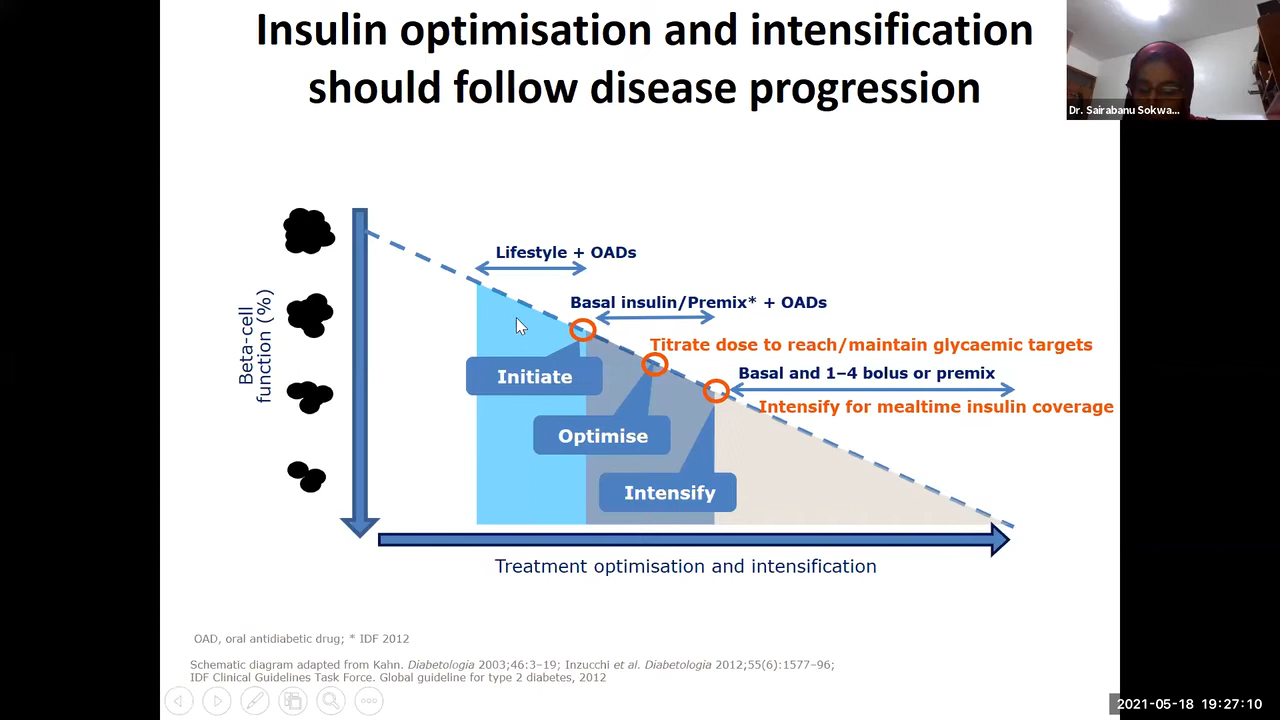 Insulin optimisation and intensification
should follow disease progression
Dr. Sairabanu Sokwa...
Lifestyle + OADs
Basal insulin/Premix* + OADs
Titrate dose to reach/maintain glycaemic targets
Basal and 1–4 bolus or premix
Intensify for mealtime insulin coverage
Beta-cell
function (%)
Initiate
Optimise
Intensify
Treatment optimisation and intensification
OAD, oral antidiabetic drug; * IDF 2012
Schematic diagram adapted from Kahn. Diabetologia 2003;46:3–19; Inzucchi et al. Diabetologia 2012;55(6):1577–96;
IDF Clinical Guidelines Task Force. Global guideline for type 2 diabetes, 2012
2021-05-18 19:27:10